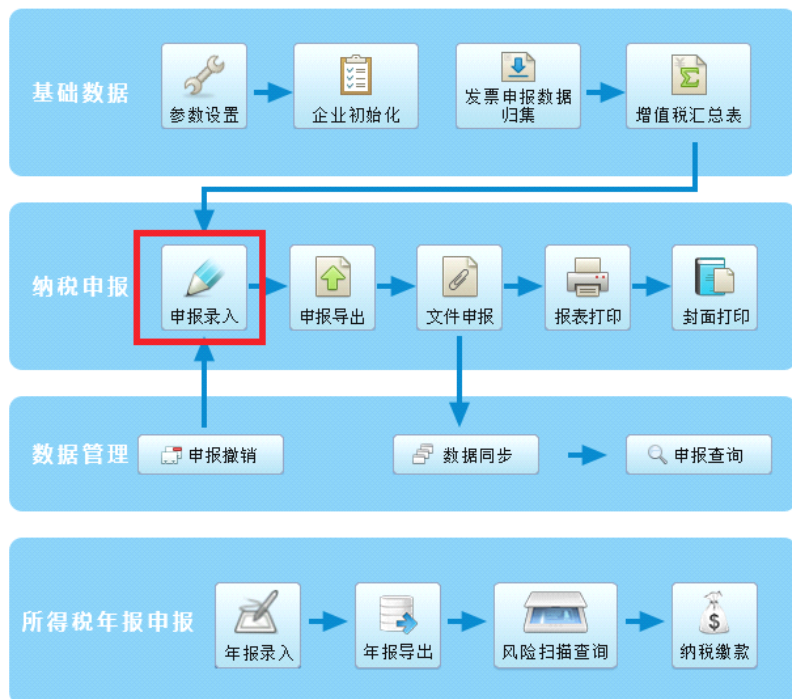 基础数据
参数设置
企业初始化
发票申报数据
归集
增值税汇总表
纳税申报
申报录入
申报导出
文件申报
报表打印
封面打印
数据管理
申报撤销
数据同步
申报查询
所得税年报申报
年报录入
年报导出
风险扫描查询
纳税缴款